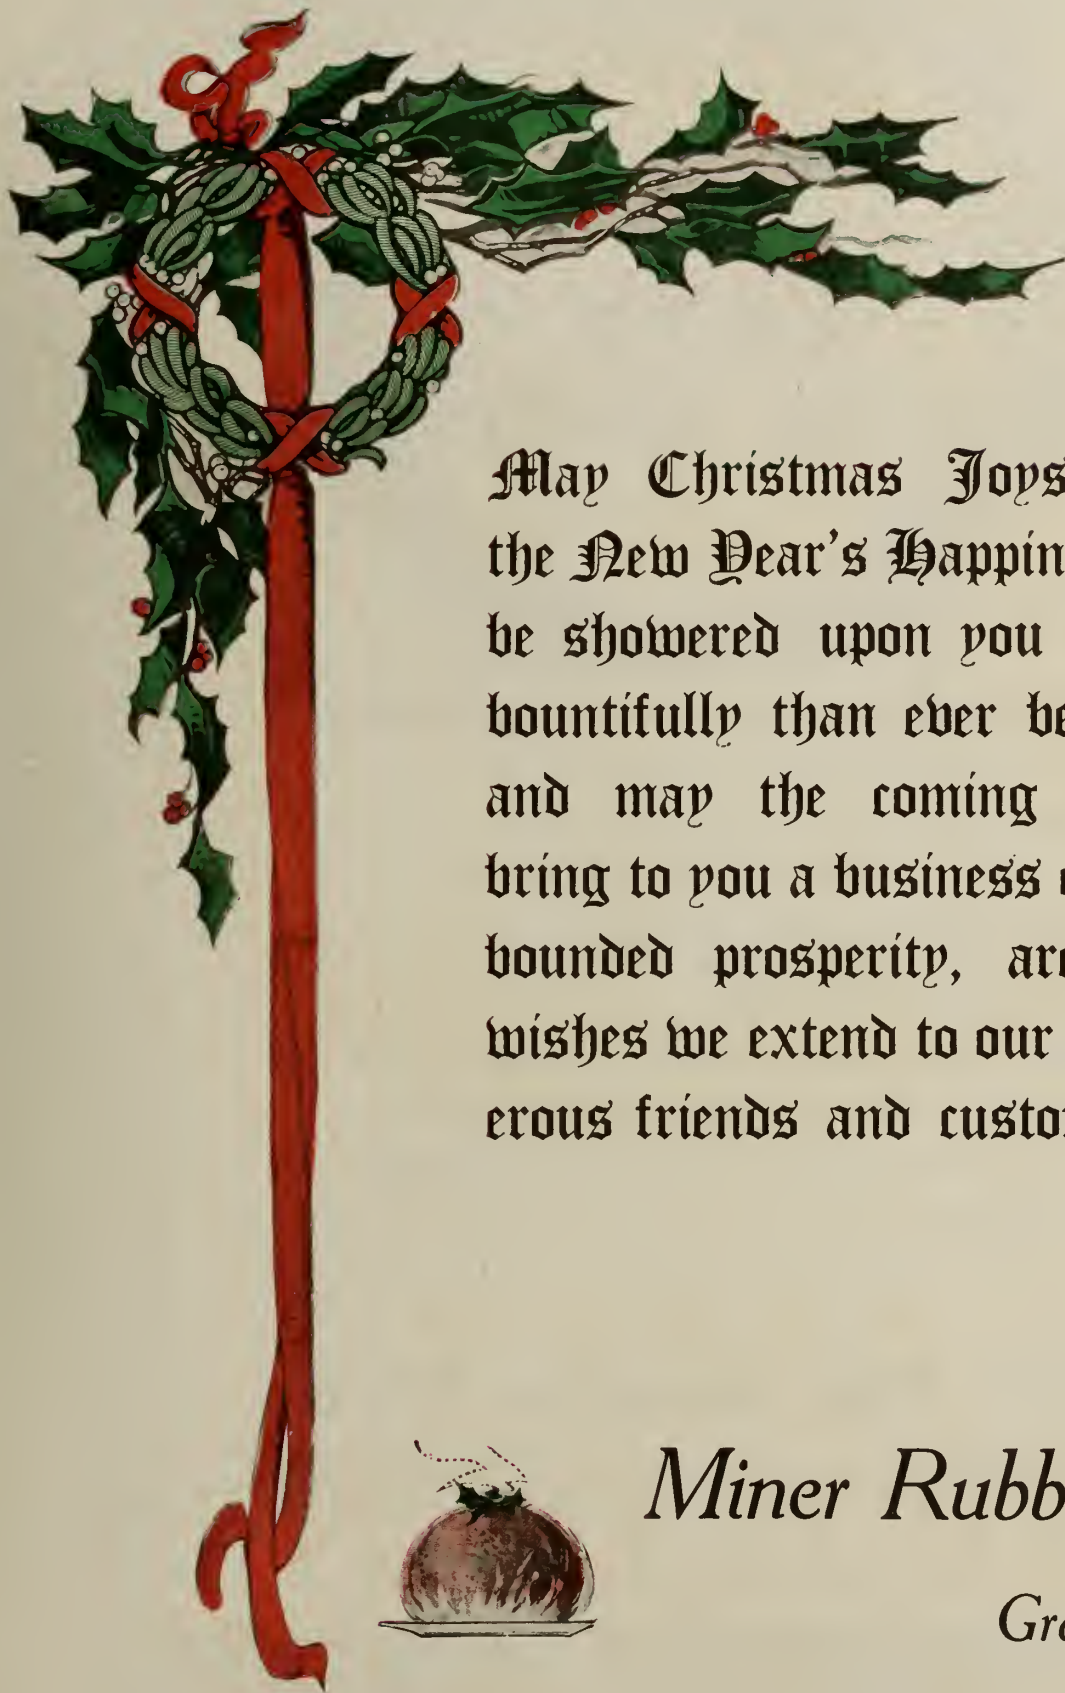 May Christmas Joys
the New Year's Happin
be showered upon you
bountifully than ever be
and may the coming
bring to you a business
bounded prosperity, are
wishes we extend to our
erous friends and custo
Miner Rubb
Gr